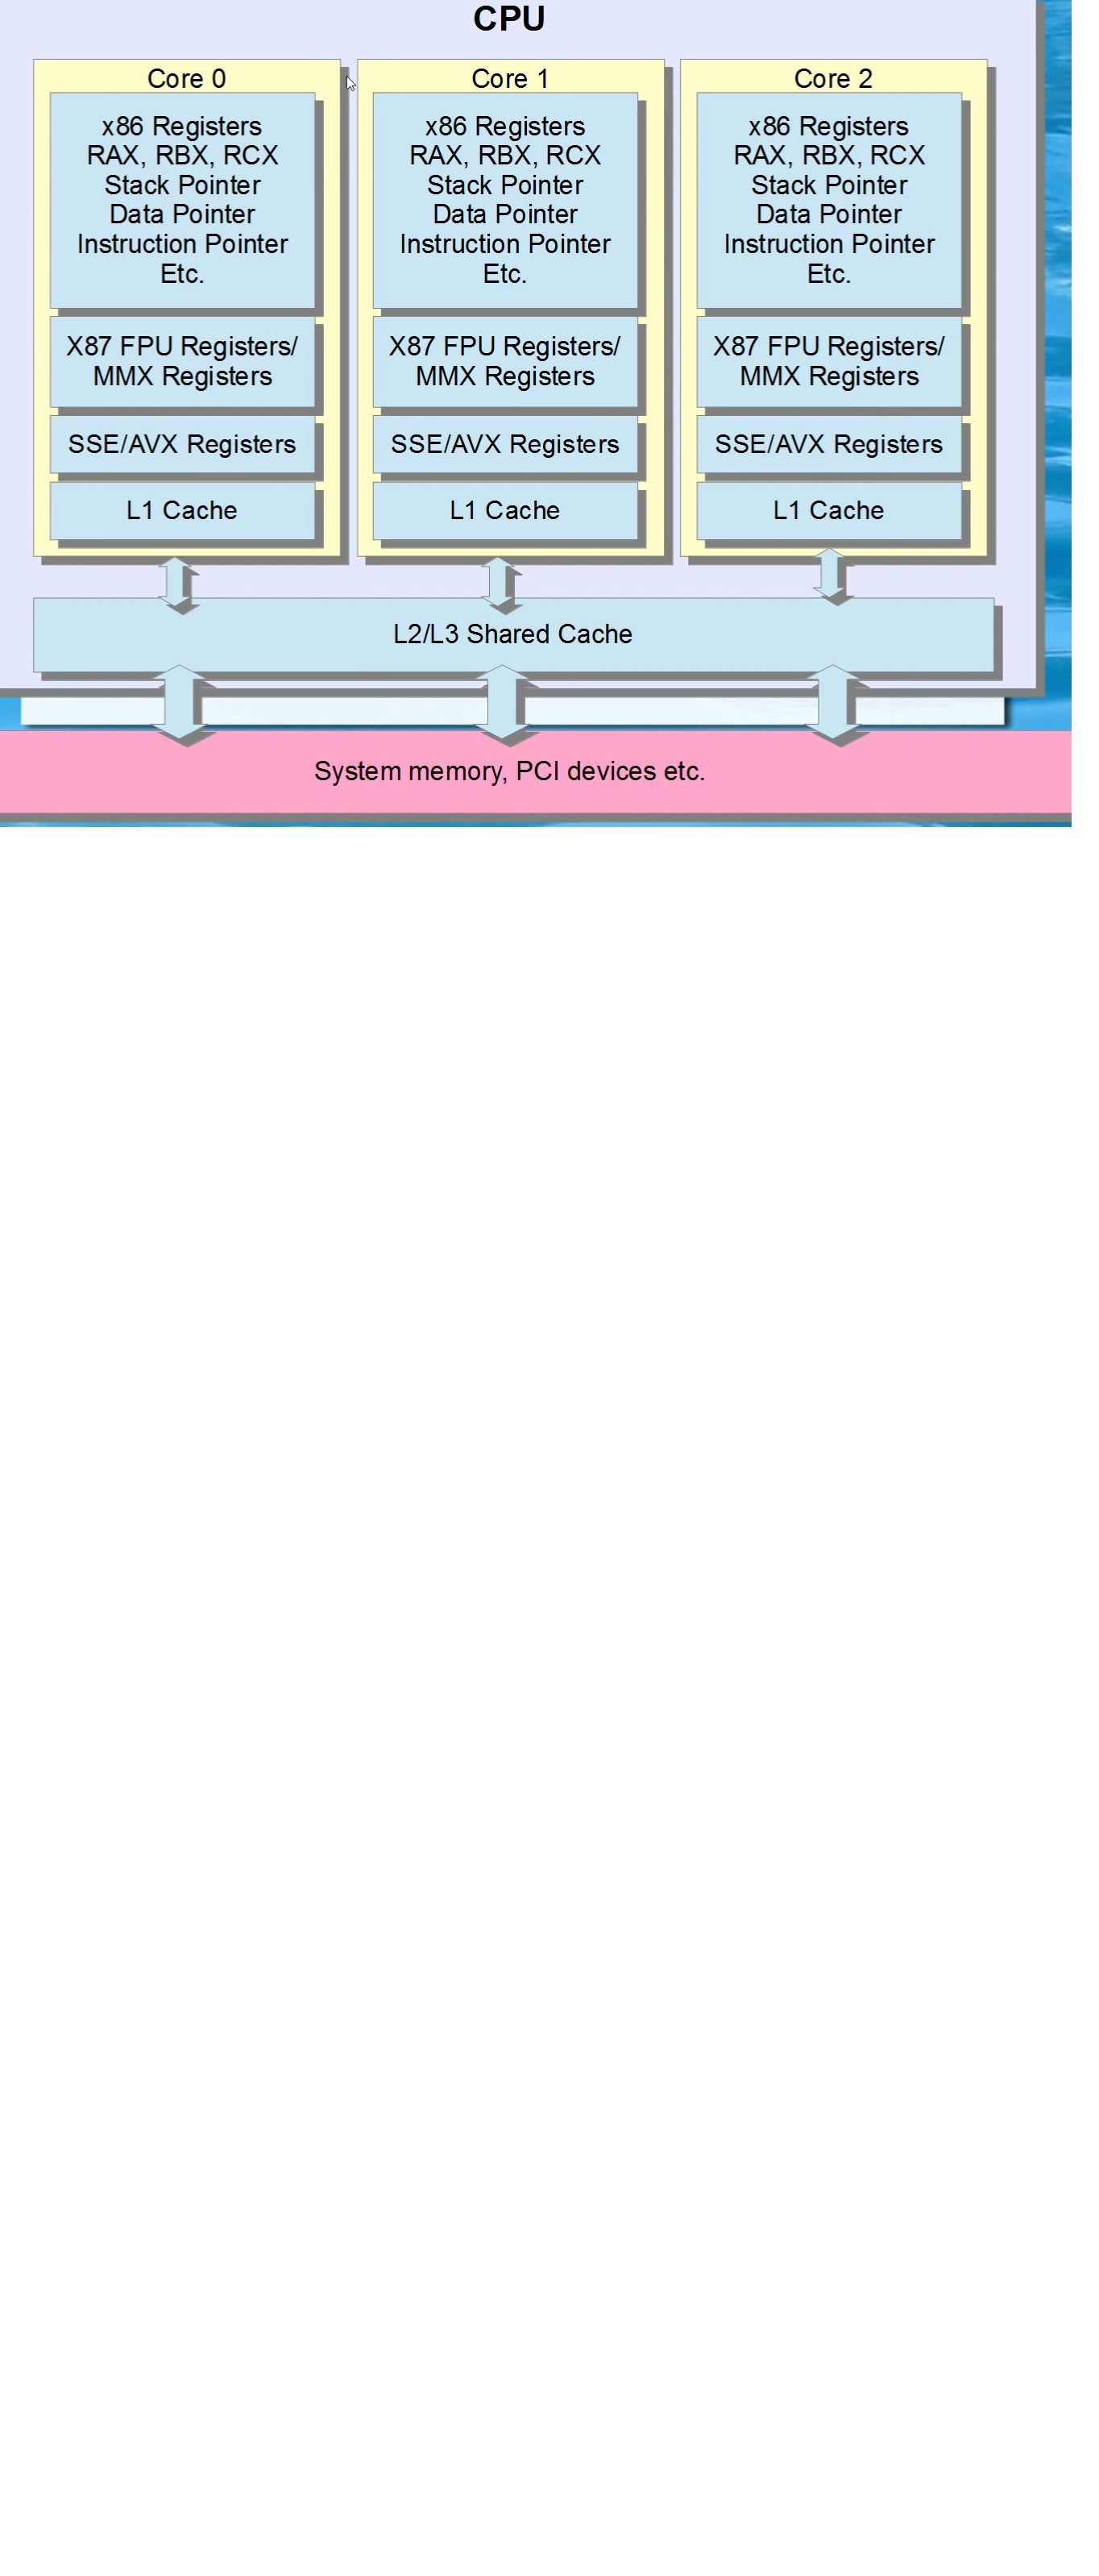 CPU
Core 0
x86 Registers
RAX, RBX, RCX
Stack Pointer
Data Pointer
Instruction Pointer
Etc.
X87 FPU Registers/
MMX Registers
SSE/AVX Registers
L1 Cache
Core 1
x86 Registers
RAX, RBX, RCX
Stack Pointer
Data Pointer
Instruction Pointer
Etc.
X87 FPU Registers/
MMX Registers
SSE/AVX Registers
L1 Cache
Core 2
x86 Registers
RAX, RBX, RCX
Stack Pointer
Data Pointer
Instruction Pointer
Etc.
X87 FPU Registers/
MMX Registers
SSE/AVX Registers
L1 Cache
L2/L3 Shared Cache
System memory, PCI devices etc.